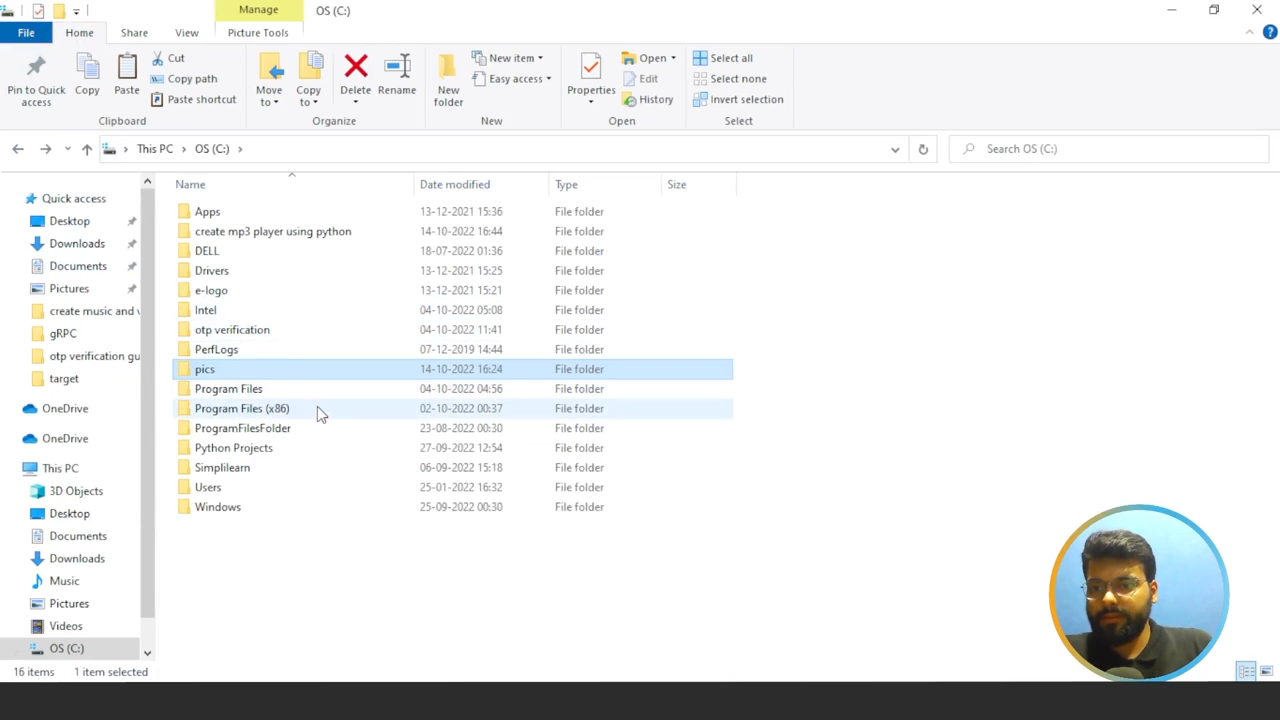 Manage
OS (C:)
File
Home
Share
View
Picture Tools
Pin to Quick access
Copy
Paste
Cut
Copy path
Paste shortcut
Clipboard
Move to
Copy to
Delete
Rename
Organize
New folder
New item
Easy access
New
Properties
Open
Edit
History
Open
Select all
Select none
Invert selection
Select
This PC
OS (C:)
Search OS (C:)
Quick access
Desktop
Downloads
Documents
Pictures
create music and v
gRPC
otp verification gu
target
OneDrive
OneDrive
This PC
3D Objects
Desktop
Documents
Downloads
Music
Pictures
Videos
OS (C:)
Name Date modified Type Size
Apps 13-12-2021 15:36 File folder
create mp3 player using python 14-10-2022 16:44 File folder
DELL 18-07-2022 01:36 File folder
Drivers 13-12-2021 15:25 File folder
e-logo 13-12-2021 15:21 File folder
Intel 04-10-2022 05:08 File folder
otp verification 04-10-2022 11:41 File folder
PerfLogs 07-12-2019 14:44 File folder
pics 14-10-2022 16:24 File folder
Program Files 04-10-2022 04:56 File folder
Program Files (x86) 02-10-2022 00:37 File folder
ProgramFilesFolder 23-08-2022 00:30 File folder
Python Projects 27-09-2022 12:54 File folder
Simplilearn 06-09-2022 15:18 File folder
Users 25-01-2022 16:32 File folder
Windows 25-09-2022 00:30 File folder
16 items 1 item selected